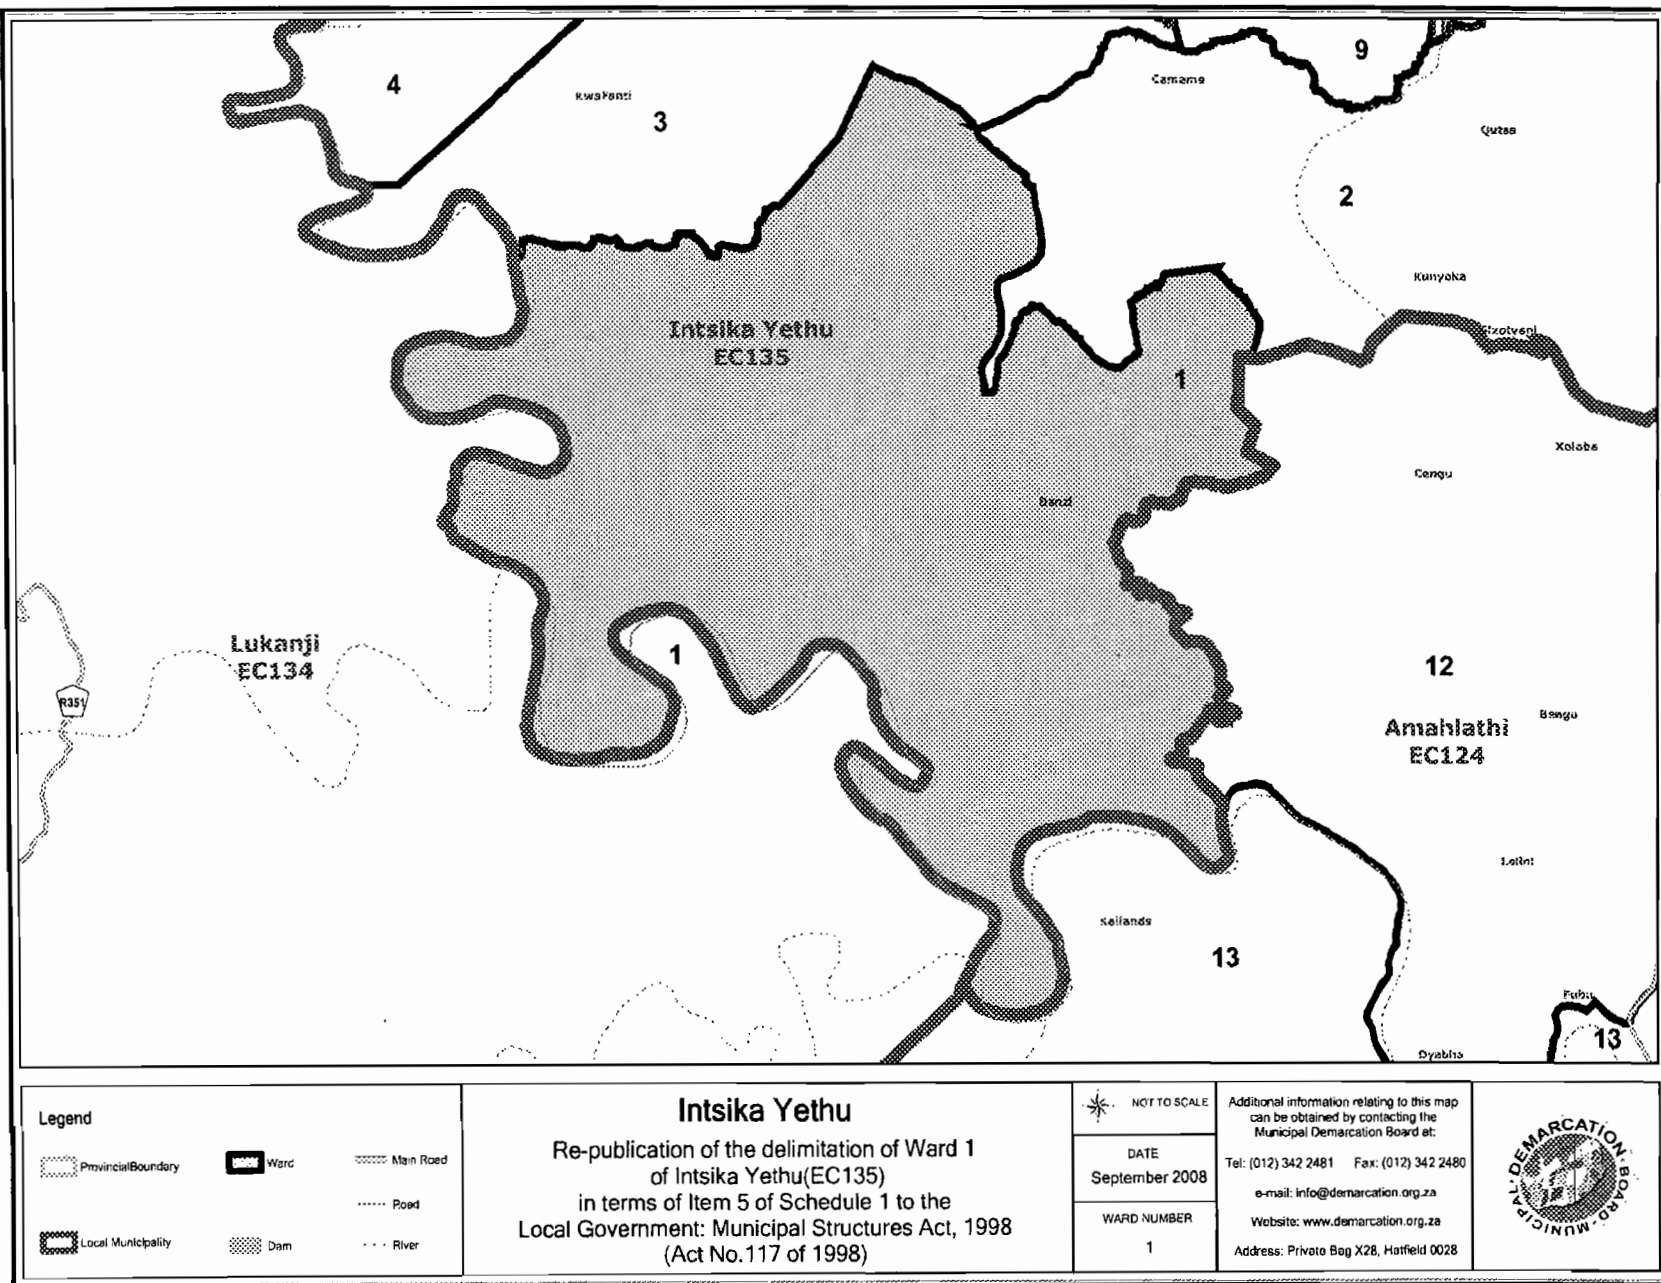 9
4
KwaFanti
3
Camama
Qutsa
2
Kunyoka
Intsika Yethu
EC135
1
Xolobe
Cengu
Banzi
Lukanji
EC134
1
R351
12
Bengu
Amahlathi
EC124
Sailands
13
13
Legend
ProvincialBoundary
Ward
Main Road
Road
Local Municipality
Dam
River
Intsika Yethu
Re-publication of the delimitation of Ward 1
of Intsika Yethu(EC135)
in terms of Item 5 of Schedule 1 to the
Local Government: Municipal Structures Act, 1998
(Act No.117 of 1998)
NOT TO SCALE
DATE
September 2008
WARD NUMBER
1
Additional information relating to this map
can be obtained by contacting the
Municipal Demarcation Board at:
Tel: (012) 342 2481 Fax: (012) 342 2480
e-mail: info@demarcation.org.za
Website: www.demarcation.org.za
Address: Private Bag X28, Hatfield 0028
MUNICIPAL DEMARCATION BOARD